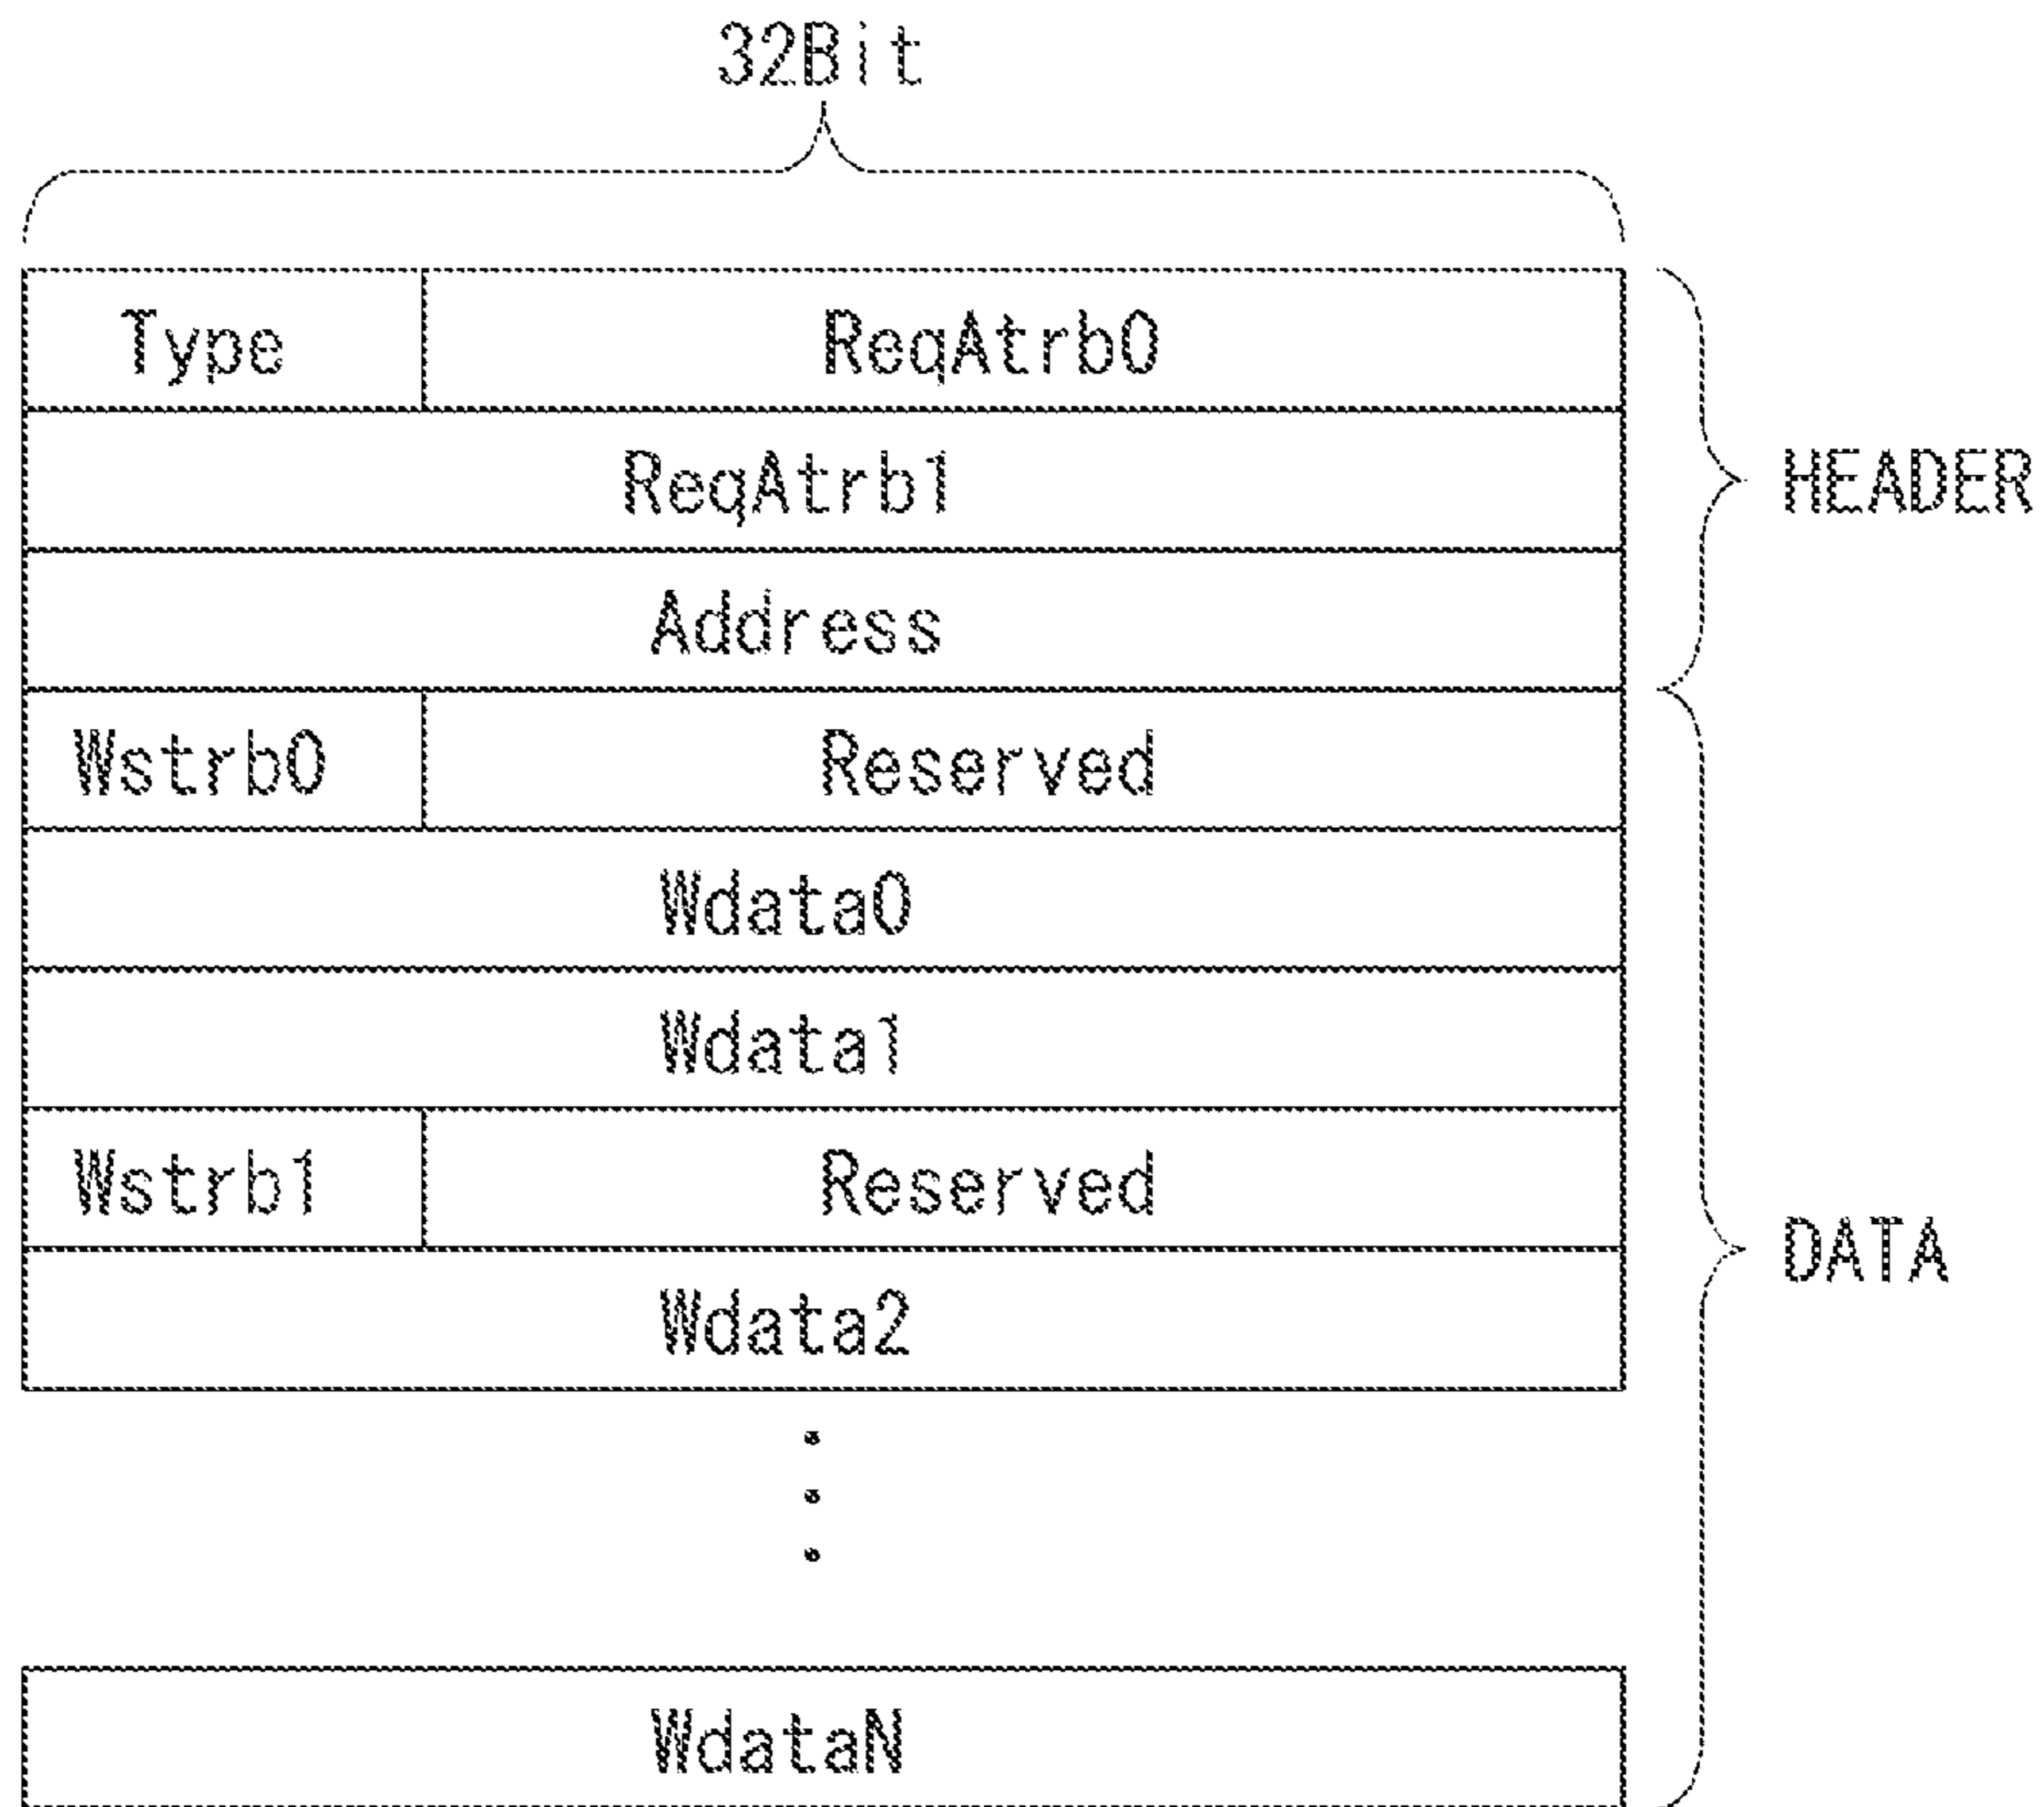 32Bit
Type ReqAtrb0
ReqAtrb1
HEADER
Address
Wstrb0 Reserved
Wdata0
Wdata1
Wstrb1 Reserved
DATA
Wdata2
WdataN